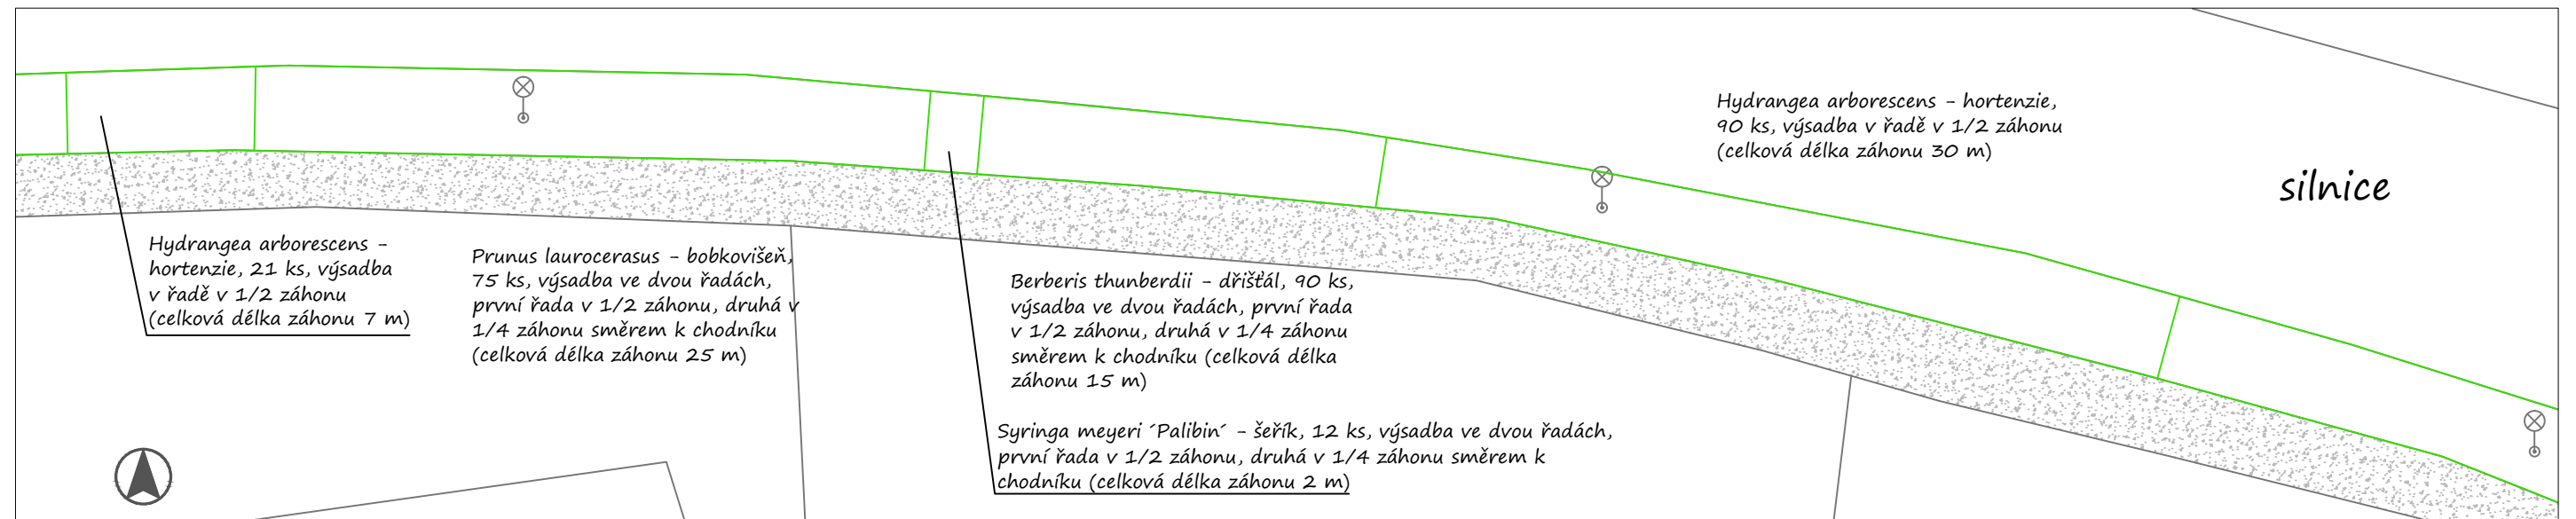 Hydrangea arborescens - hortenzie,
90 ks, výsadba v řadě v 1/2 záhonu
(celková délka záhonu 30 m)
silnice
Hydrangea arborescens -
hortenzie, 21 ks, výsadba
v řadě v 1/2 záhonu
(celková délka záhonu 7 m)
Prunus laurocerasus - bobkovišeň,
75 ks, výsadba ve dvou řadách,
první řada v 1/2 záhonu, druhá v
1/4 záhonu směrem k chodníku
(celková délka záhonu 25 m)
Berberis thunberdii - dřišťál, 90 ks,
výsadba ve dvou řadách, první řada
v 1/2 záhonu, druhá v 1/4 záhonu
směrem k chodníku (celková délka
záhonu 15 m)
Syringa meyeri ´Palibin´ - šeřík, 12 ks, výsadba ve dvou řadách,
první řada v 1/2 záhonu, druhá v 1/4 záhonu směrem k
chodníku (celková délka záhonu 2 m)